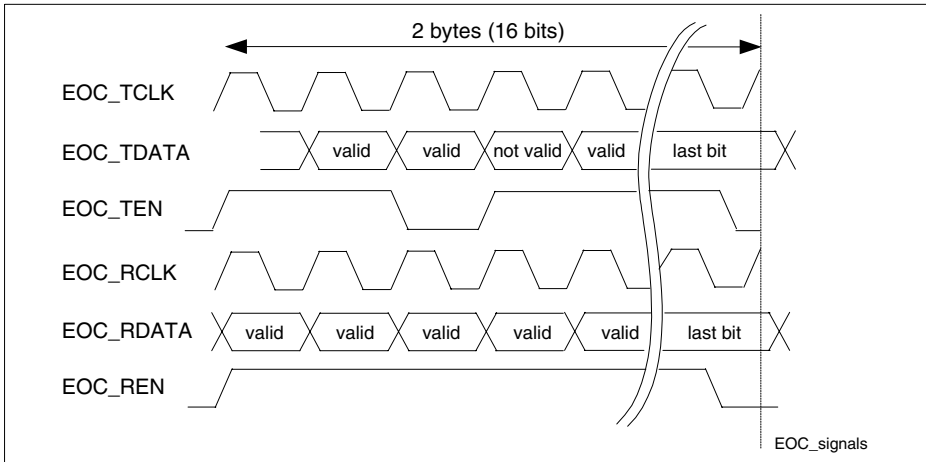 2 bytes (16 bits)
EOC_TCLK
EOC_TDATA
valid valid not valid valid last bit
EOC_TEN
EOC_RCLK
EOC_RDATA
valid valid valid valid valid last bit
EOC_REN
EOC_signals